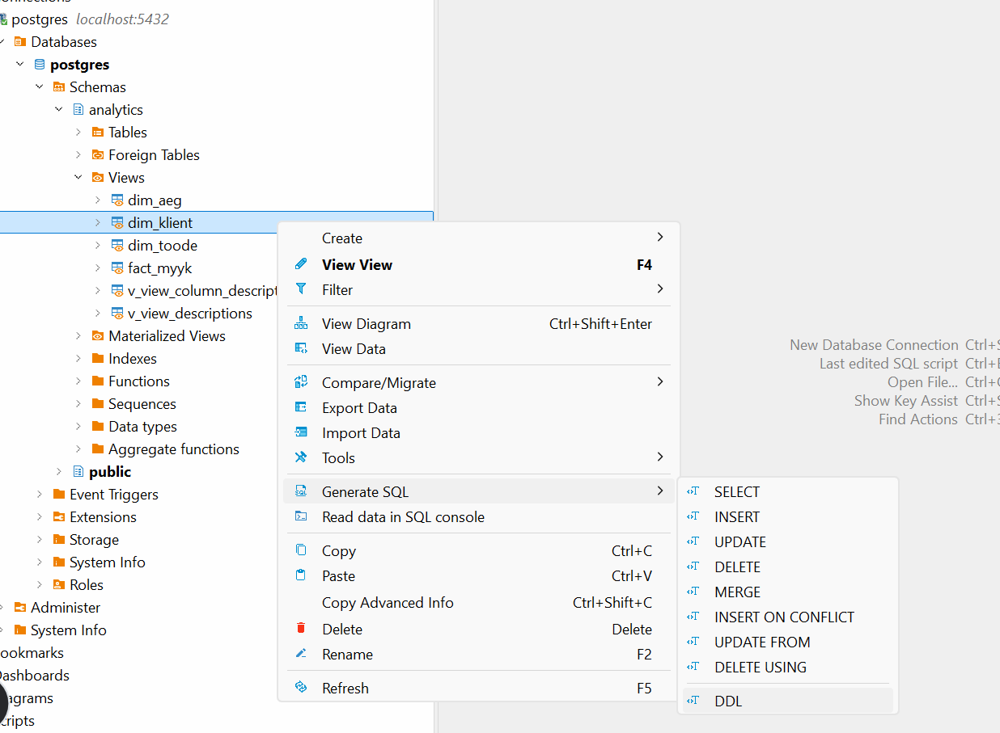 postgres localhost:5432
Databases
postgres
Schemas
analytics
Tables
Foreign Tables
Views
dim_aeg
dim_klient
dim_toode
fact_myyk
v_view_column_descript
v_view_descriptions
Materialized Views
Indexes
Functions
Sequences
Data types
Aggregate functions
public
Event Triggers
Extensions
Storage
System Info
Roles
Administer
System Info
ookmarks
ashboards
agrams
cripts
Create
View View F4
Filter
View Diagram Ctrl+Shift+Enter
View Data
Compare/Migrate
Export Data
Import Data
Tools
Generate SQL
Read data in SQL console
Copy Ctrl+C
Paste Ctrl+V
Copy Advanced Info Ctrl+Shift+C
Delete Delete
Rename F2
Refresh F5
SELECT
INSERT
UPDATE
DELETE
MERGE
INSERT ON CONFLICT
UPDATE FROM
DELETE USING
DDL
New Database Connection Ctrl+S
Last edited SQL script Ctrl+E
Open File... Ctrl+
Show Key Assist Ctrl+S
Find Actions Ctrl+3